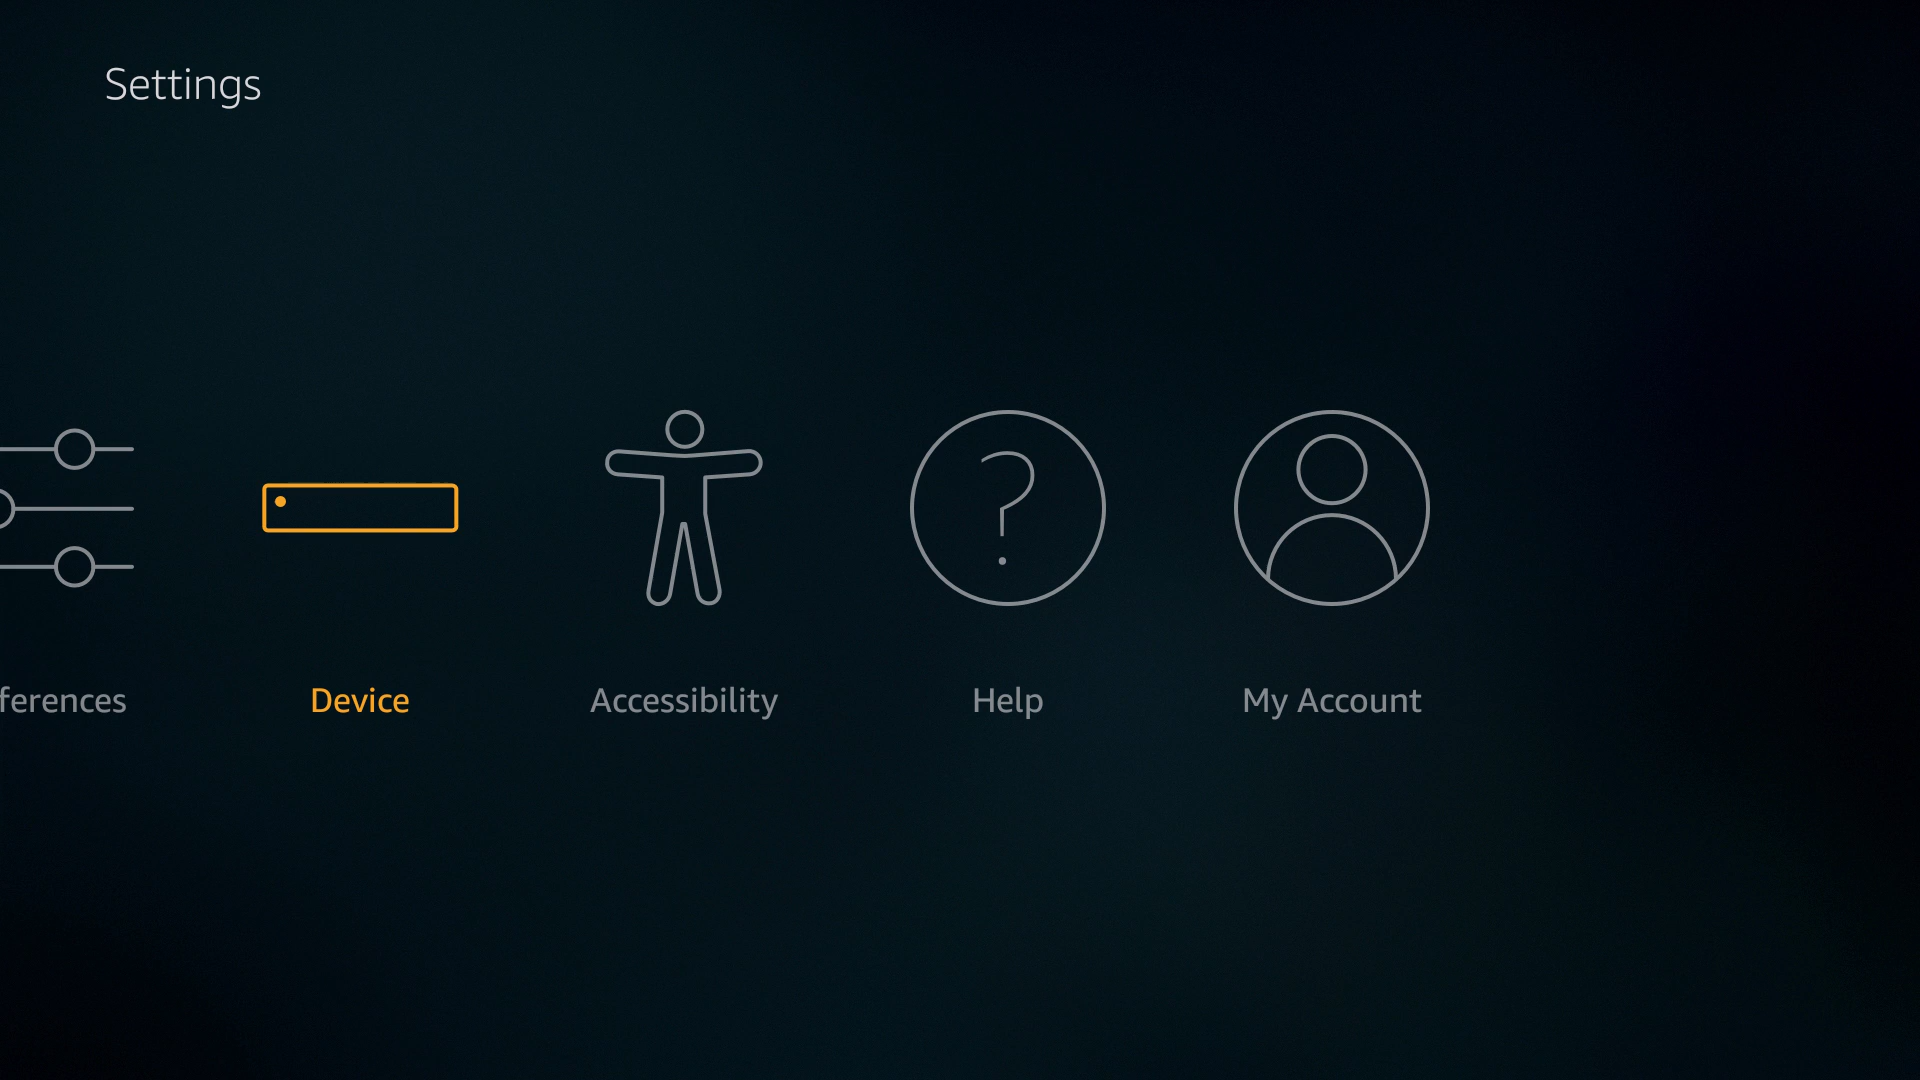 Settings
ferences
Device
Accessibility
Help
My Account